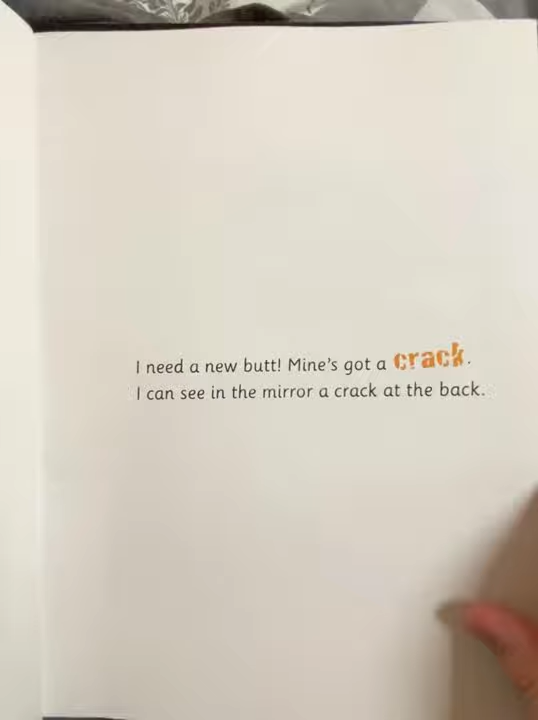 I need a new butt! Mine's got a crack.
I can see in the mirror a crack at the back.